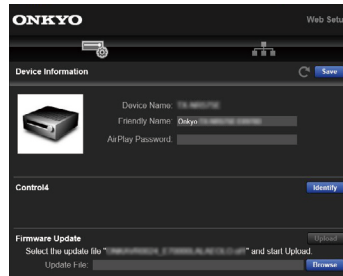 ONKYO
Web Setu
Device Information
Save
Device Name:
Friendly Name: Onkyo
AirPlay Password:
Control4
Identify
Firmware Update
Upload
Select the update file " " and start Upload.
Update File:
Browse